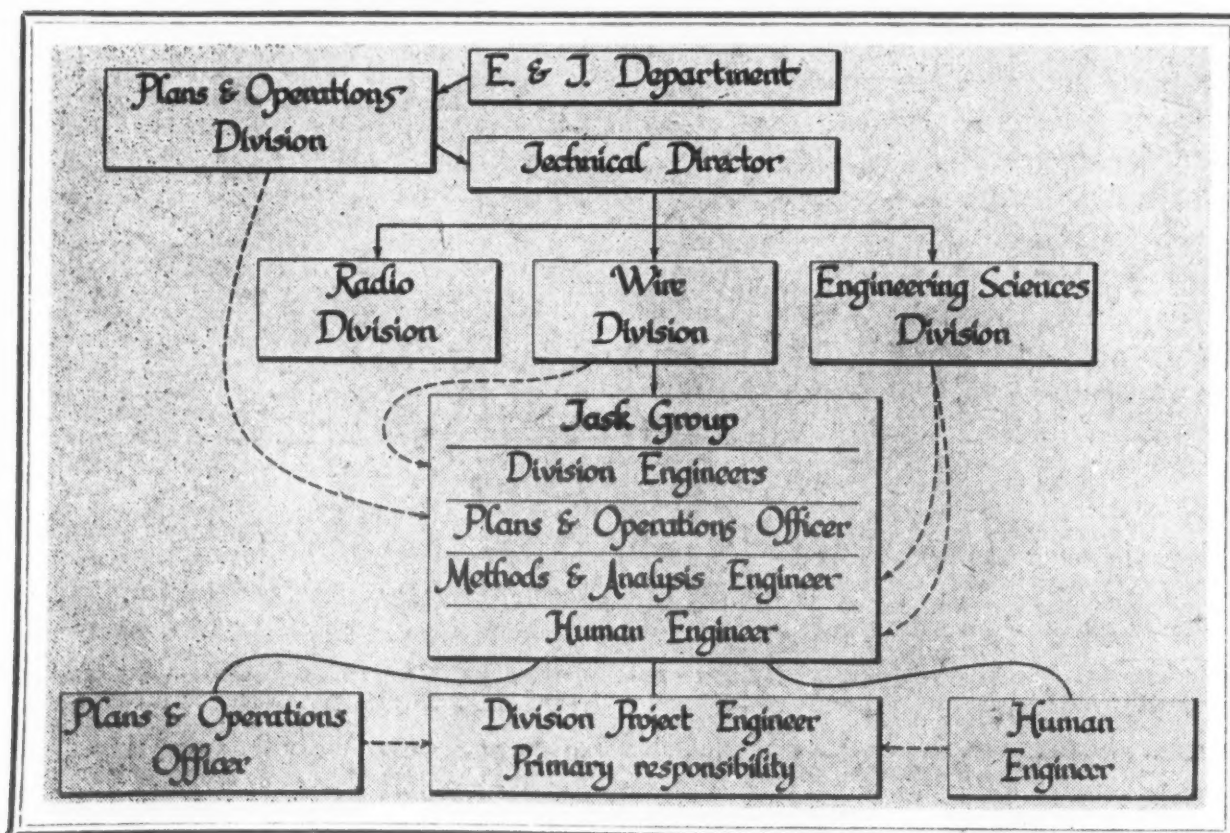 E. & J. Department
Plans & Operations
Division
Technical Director
Radio
Division
Wire
Division
Engineering Sciences
Division
Task Group
Division Engineers
Plans & Operations Officer
Methods & Analysis Engineer
Human Engineer
Plans & Operations
Officer
Division Project Engineer
Primary responsibility
Human
Engineer